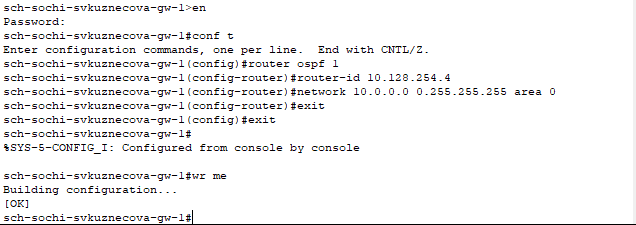 sch-sochi-svkuznecova-gw-1>en
Password:
sch-sochi-svkuznecova-gw-1#conf t
Enter configuration commands, one per line.  End with CNTL/Z.
sch-sochi-svkuznecova-gw-1(config)#router ospf 1
sch-sochi-svkuznecova-gw-1(config-router)#router-id 10.128.254.4
sch-sochi-svkuznecova-gw-1(config-router)#network 10.0.0.0 0.255.255.255 area 0
sch-sochi-svkuznecova-gw-1(config-router)#exit
sch-sochi-svkuznecova-gw-1(config)#exit
sch-sochi-svkuznecova-gw-1#
%SYS-5-CONFIG_I: Configured from console by console
sch-sochi-svkuznecova-gw-1#wr me
Building configuration...
[OK]
sch-sochi-svkuznecova-gw-1#